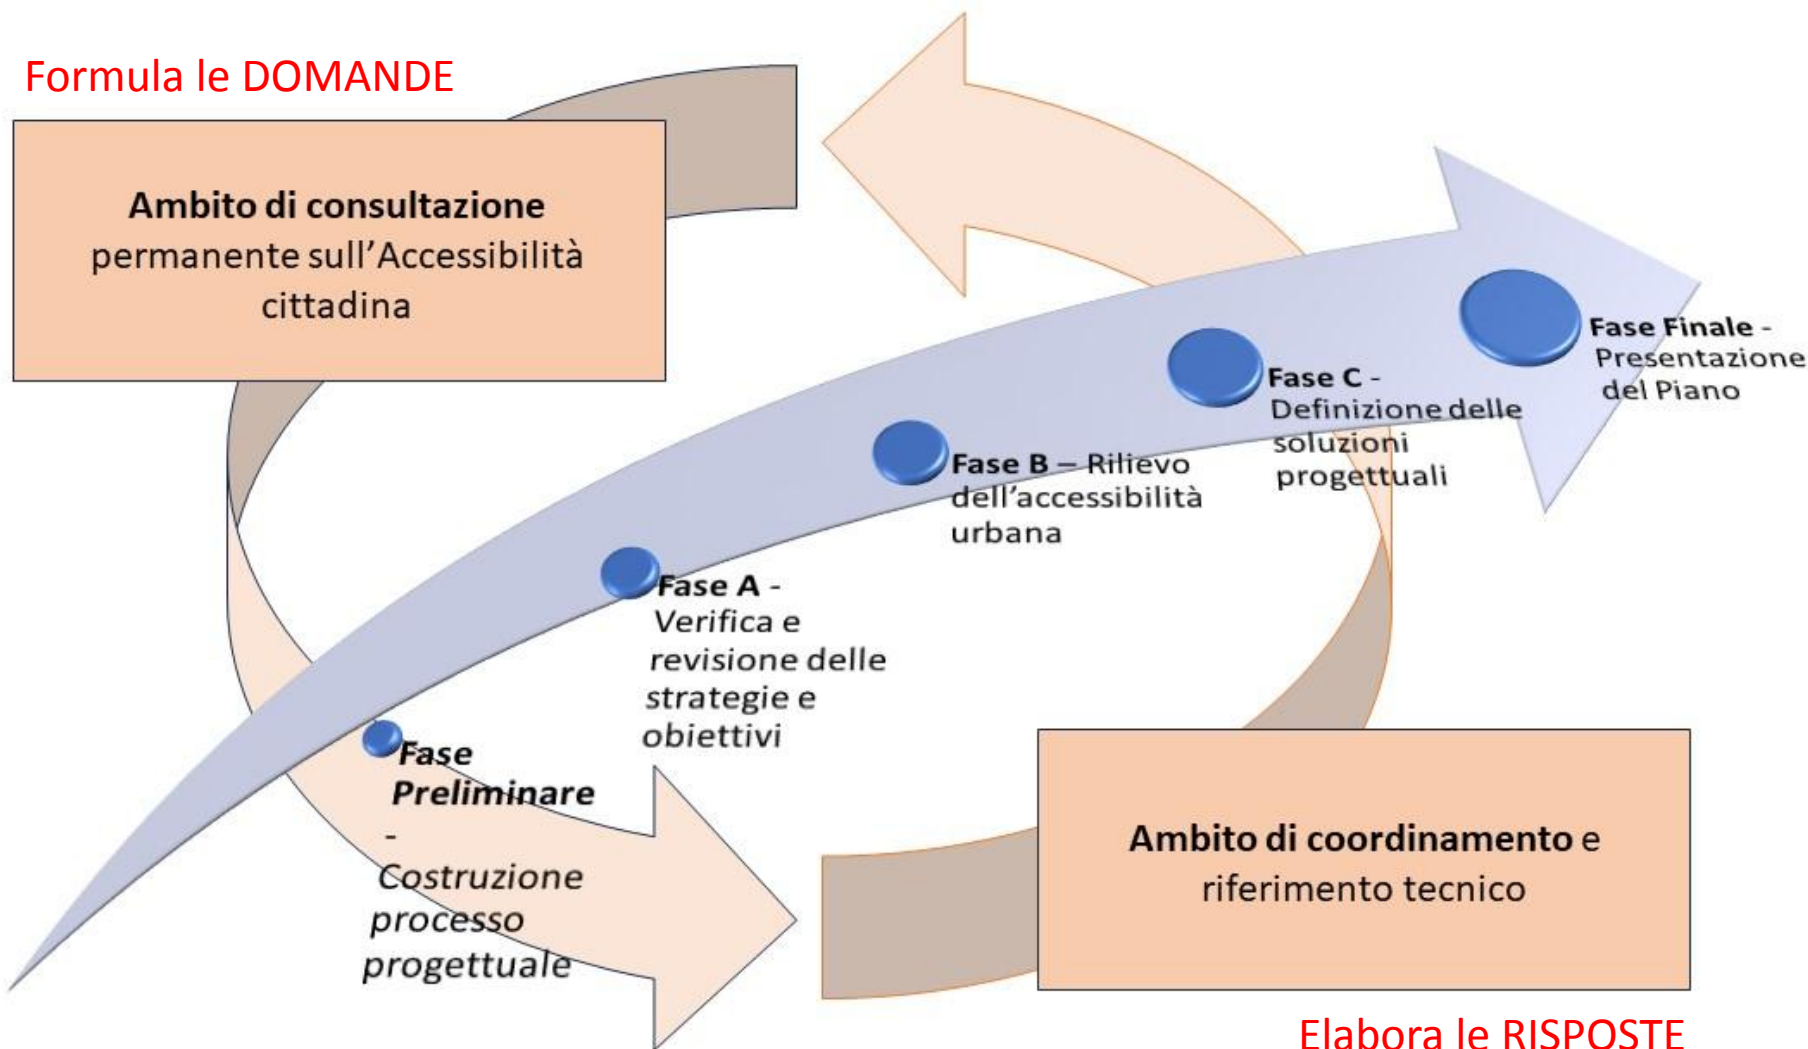 Formula le DOMANDE
Ambito di consultazione
permanente sull'Accessibilità
cittadina
Fase Finale -
Presentazione
del Piano
Fase C -
Definizione delle
soluzioni
progettuali
Fase B – Rilievo
dell'accessibilità
urbana
Fase A -
Verifica e
revisione delle
strategie e
obiettivi
Fase
Preliminare
-
Costruzione
processo
progettuale
Ambito di coordinamento e
riferimento tecnico
Elabora le RISPOSTE